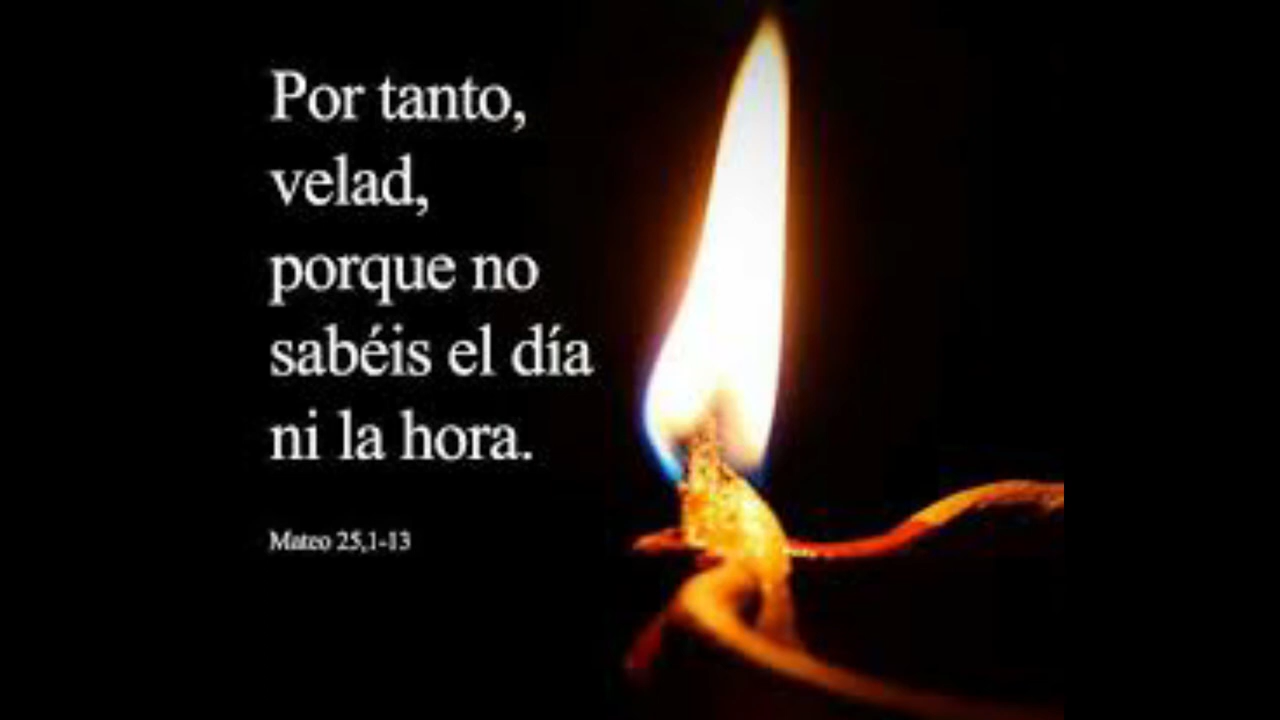 Por tanto,
velad,
porque no
sabéis el día
ni la hora.
Mateo 25,1-13